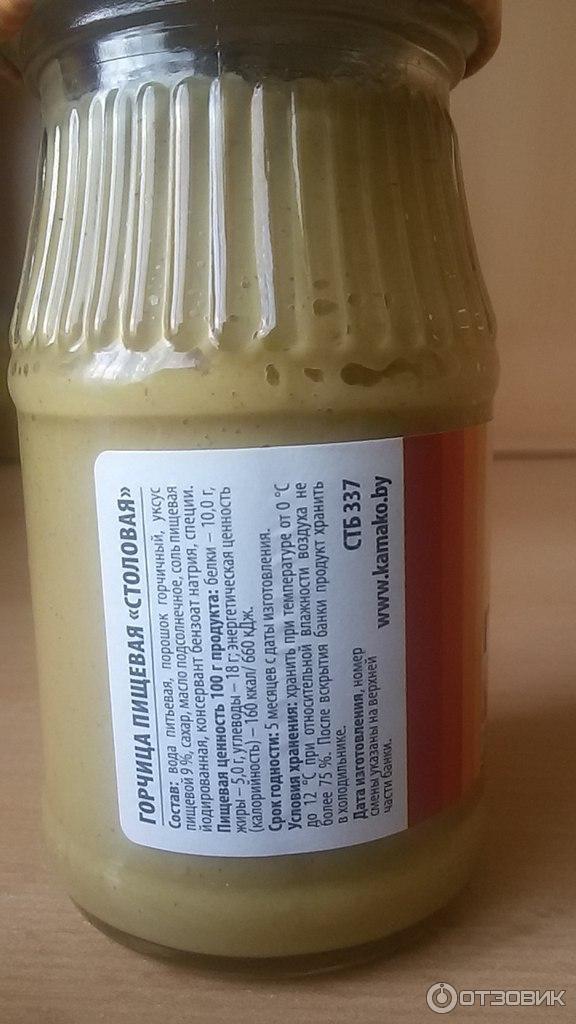 ГОРЧИЦА ПИЩЕВАЯ «СТОЛОВАЯ»
Состав: вода питьевая, порошок горчичный, уксус
пищевой 9 %, сахар, масло подсолнечное, соль пищевая
йодированная, консервант бензоат натрия, специи.
Пищевая ценность 100 г продукта: белки – 10,0 г,
жиры – 5,0 г, углеводы – 18 г; энергетическая ценность
(калорийность) – 160 ккал/ 660 кДж.
Срок годности: 5 месяцев с даты изготовления.
Условия хранения: хранить при температуре от 0 °С
до 12 °С при относительной влажности воздуха не
более 75 %. После вскрытия банки продукт хранить
в холодильнике.
Дата изготовления, номер
смены указаны на верхней
части банки.
СТБ 337
www.kamako.by
ОТЗОВИК